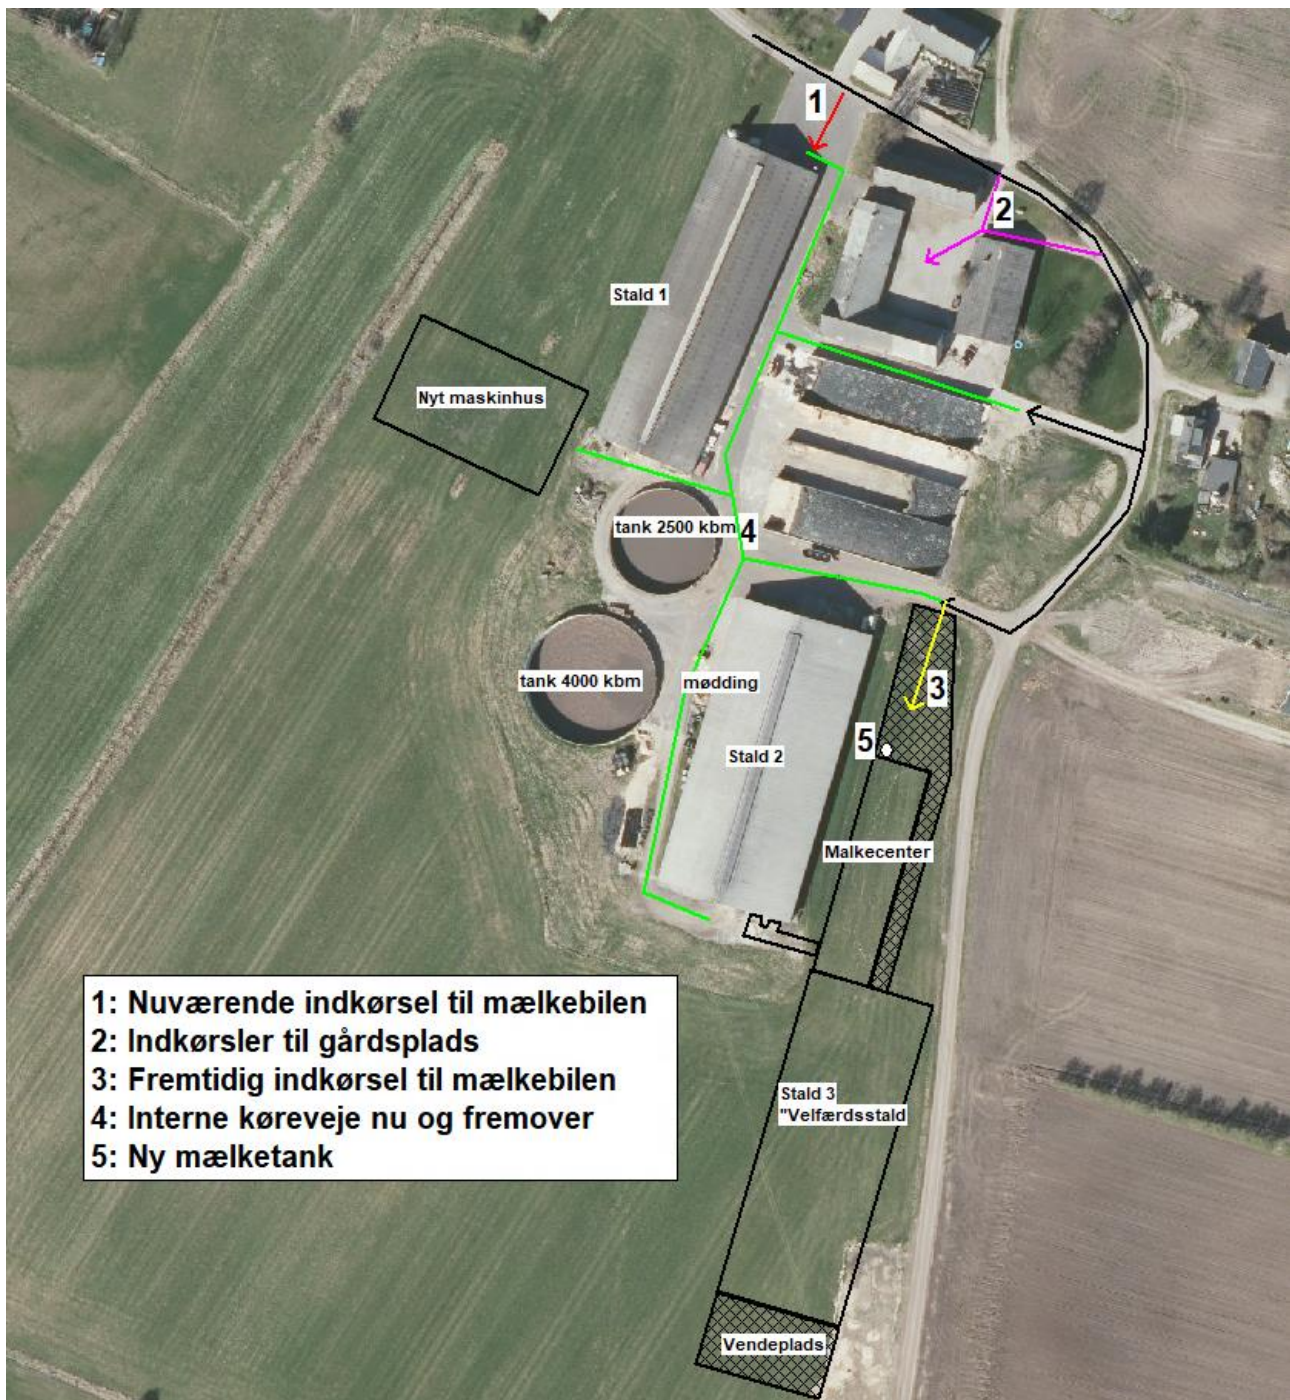 1
2
Stald 1
Nyt maskinhus
tank 2500 kbm
4
tank 4000 kbm
mødding
3
5
Stald 2
Malkecenter
1: Nuværende indkørsel til mælkebilen
2: Indkørsler til gårdsplads
3: Fremtidig indkørsel til mælkebilen
4: Interne køreveje nu og fremover
5: Ny mælketank
Stald 3
"Velfærdsstald
Vendeplads